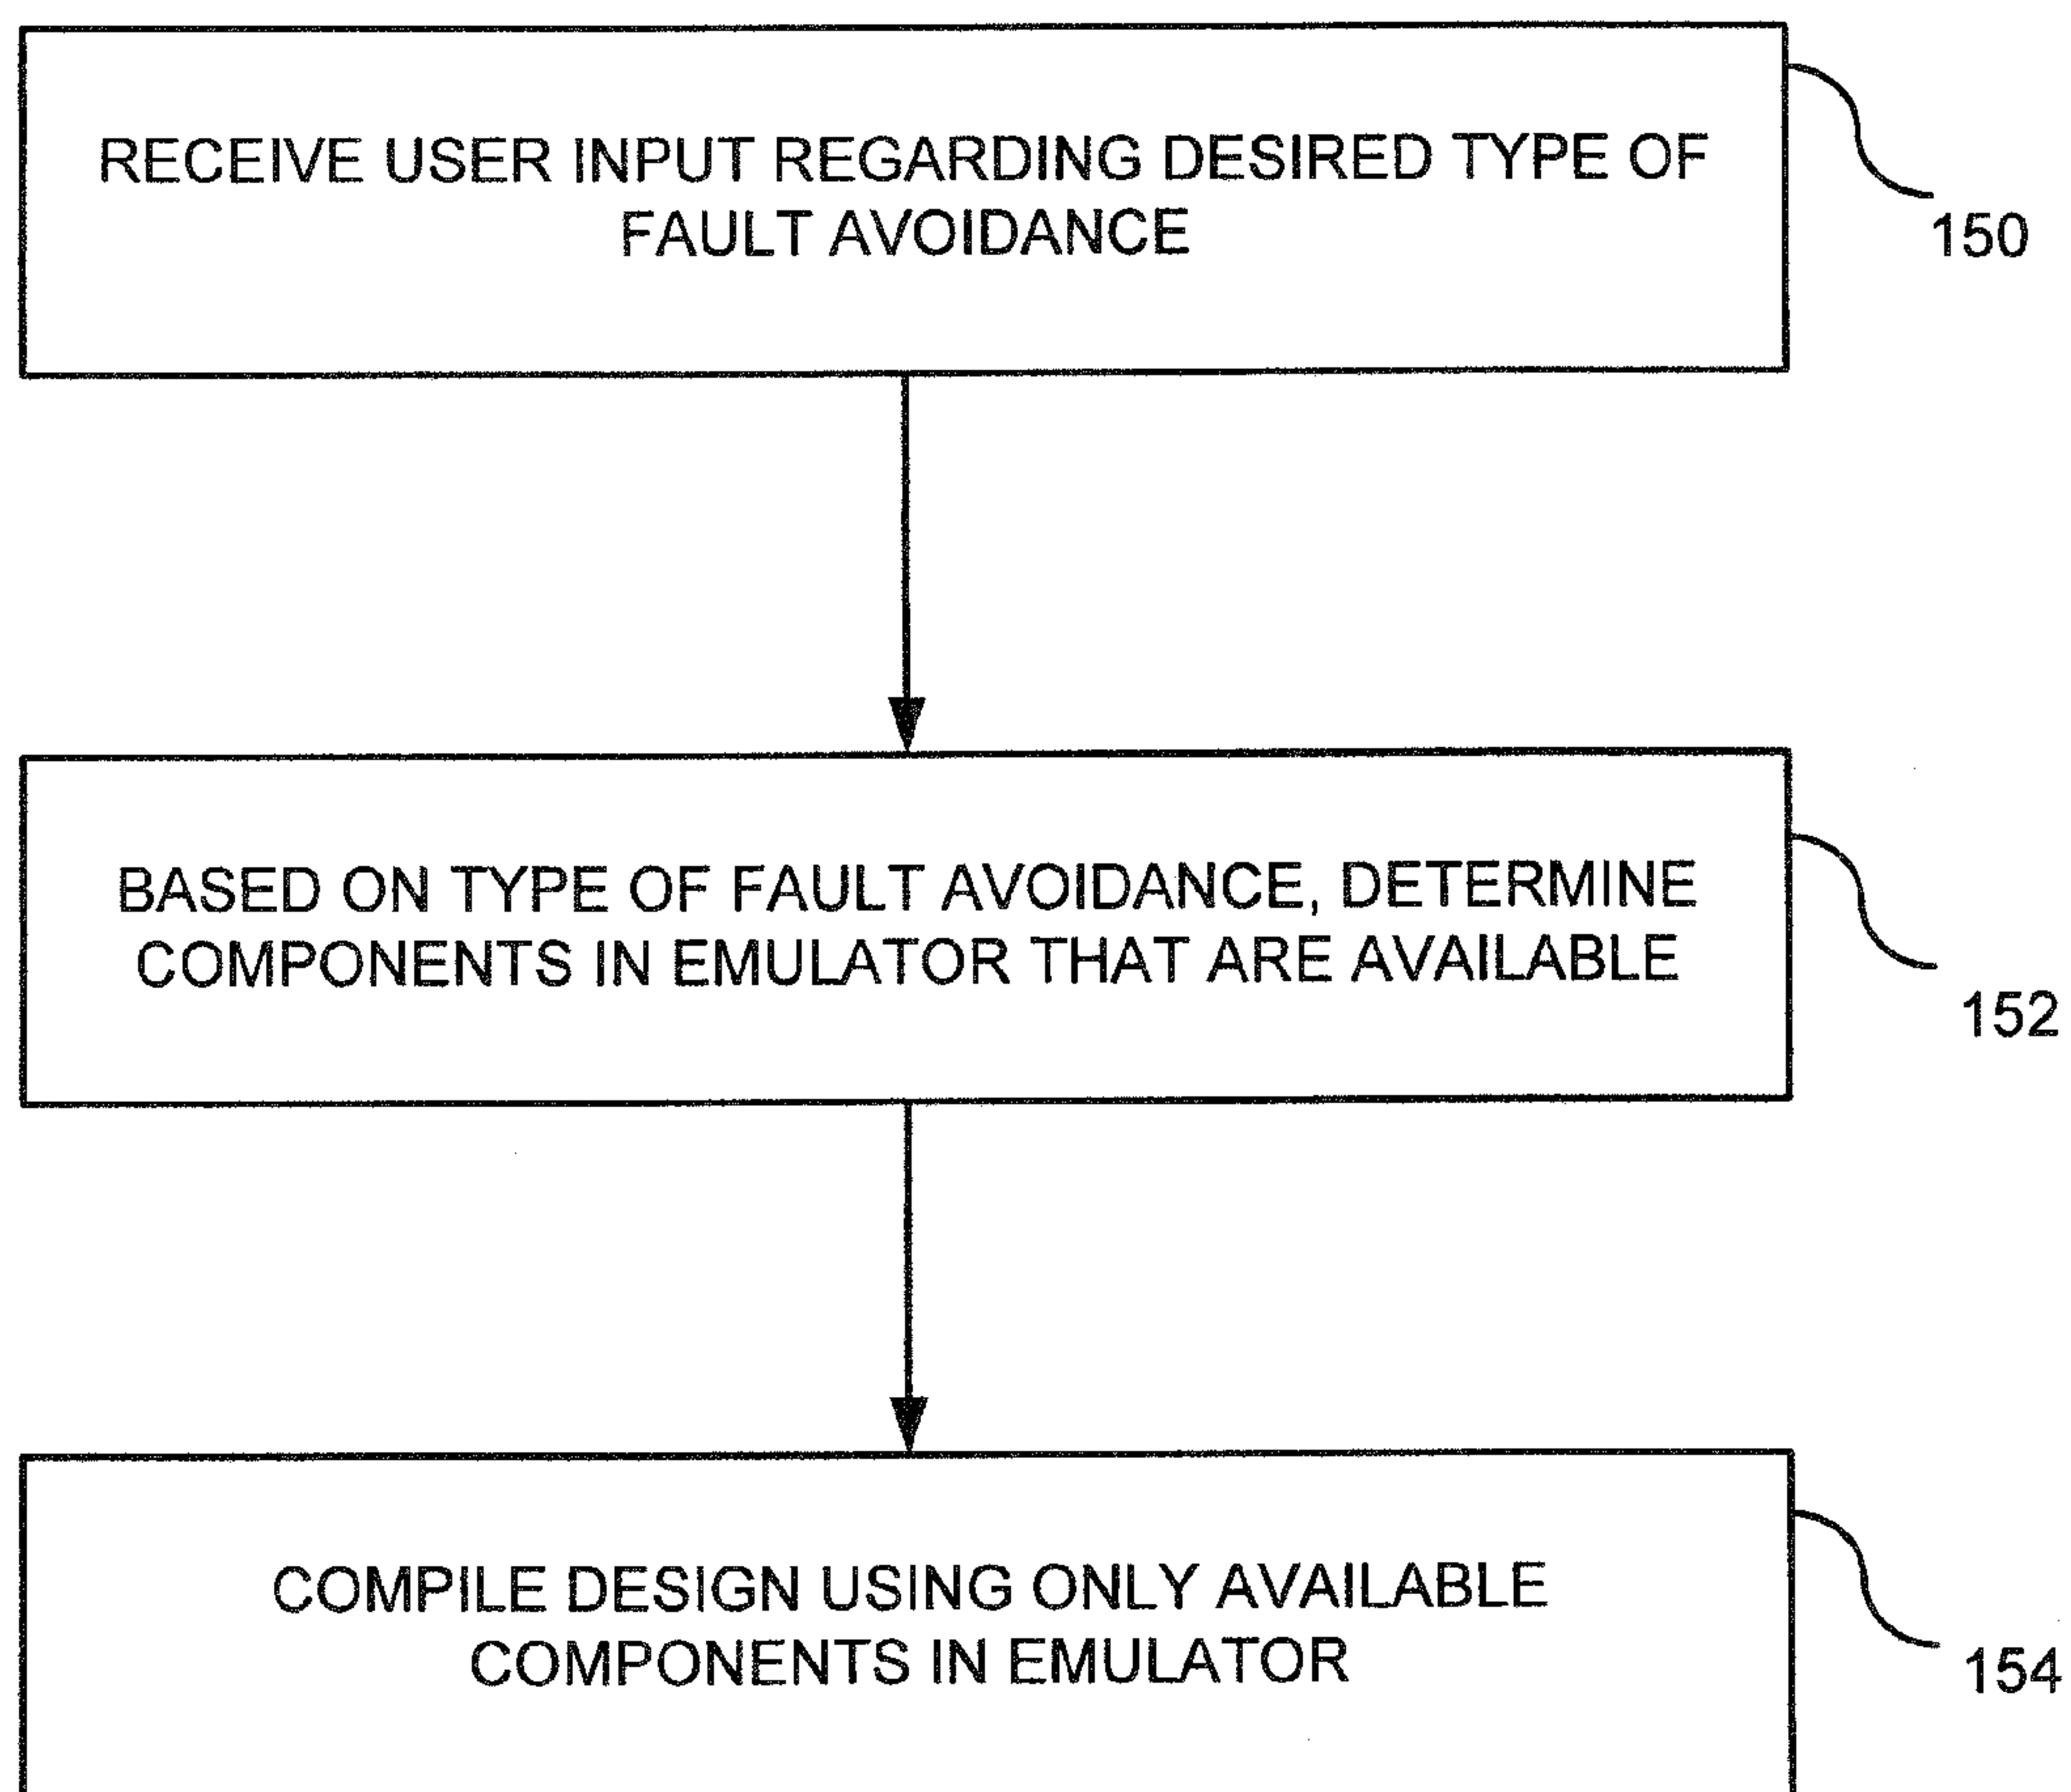 RECEIVE USER INPUT REGARDING DESIRED TYPE OF
FAULT AVOIDANCE
150
BASED ON TYPE OF FAULT AVOIDANCE, DETERMINE
COMPONENTS IN EMULATOR THAT ARE AVAILABLE
152
COMPILE DESIGN USING ONLY AVAILABLE
COMPONENTS IN EMULATOR
154